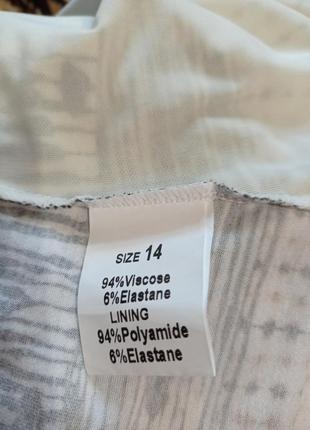 SIZE 14
94%Viscose
6%Elastane
LINING
94%Polyamide
6%Elastane